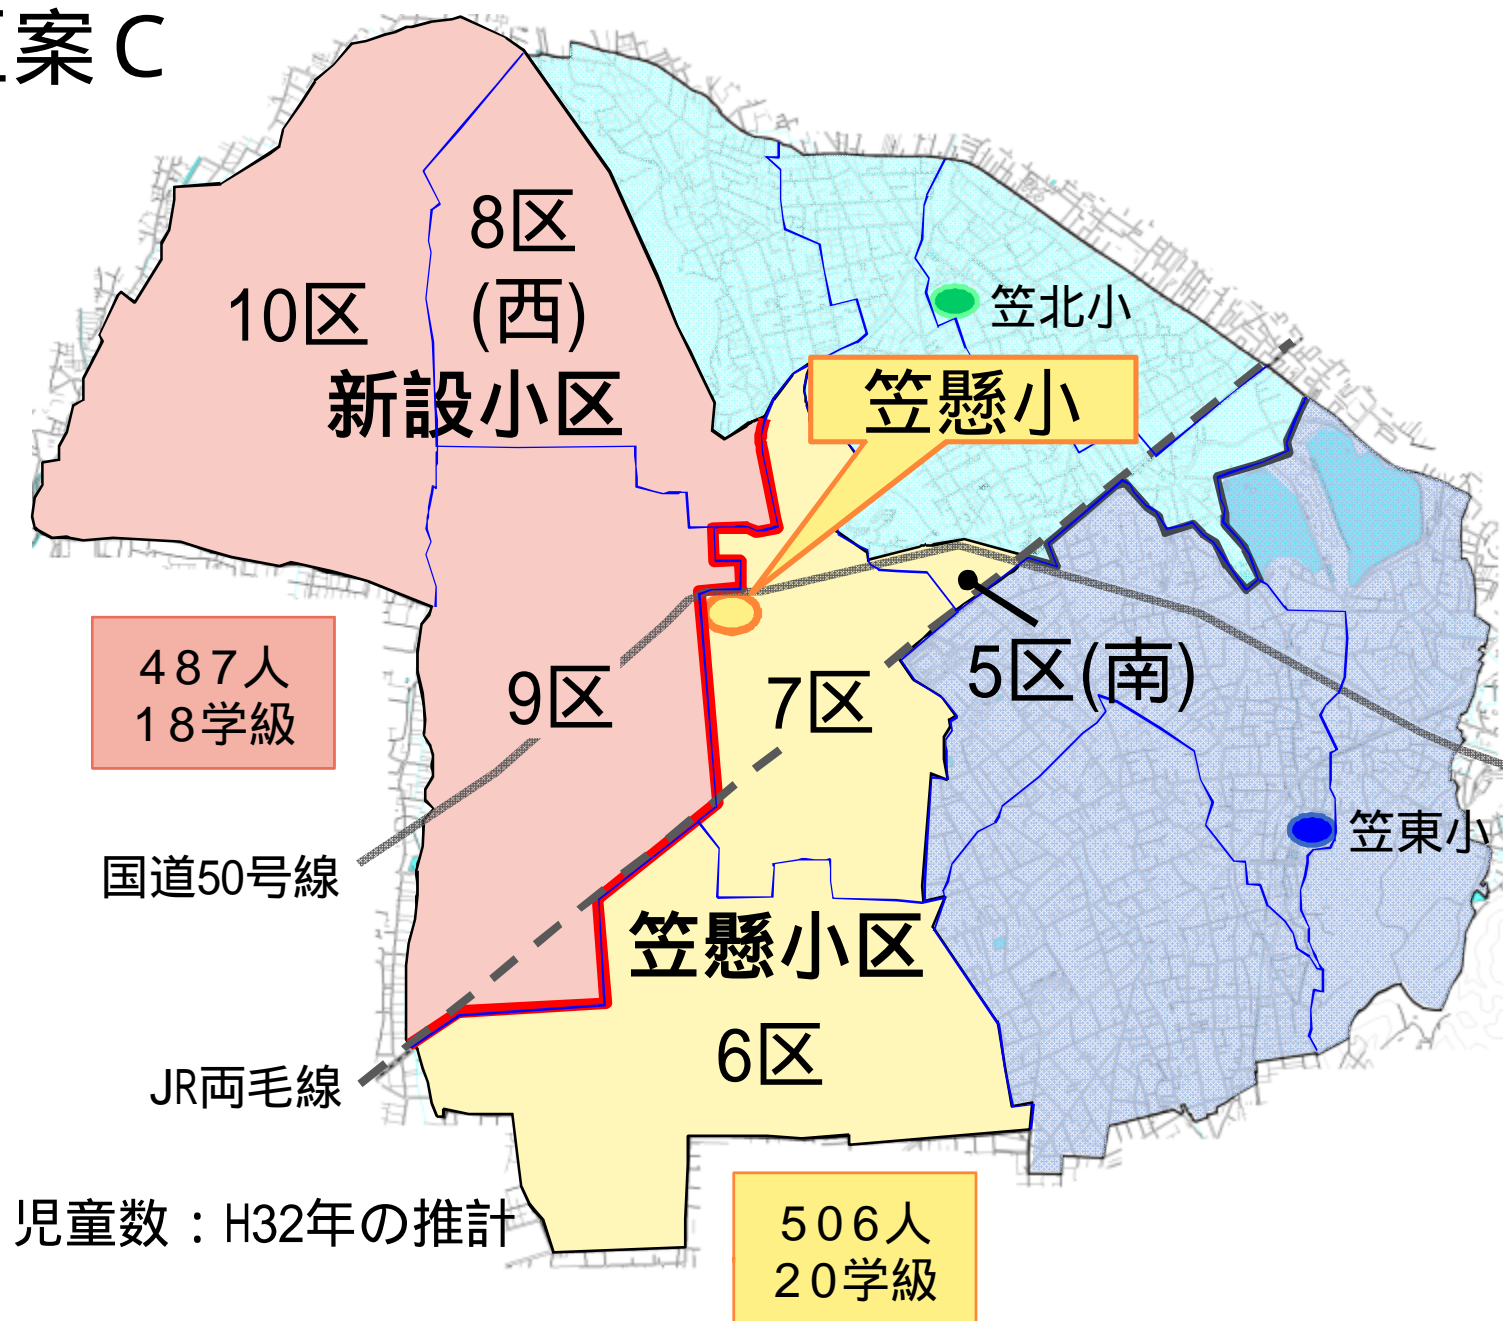 案C
8区
(西)
10区
新設小区
笠北小
笠懸小
487人
18学級
9区
7区
5区(南)
笠東小
国道50号線
笠懸小区
6区
JR両毛線
児童数：H32年の推計
506人
20学級